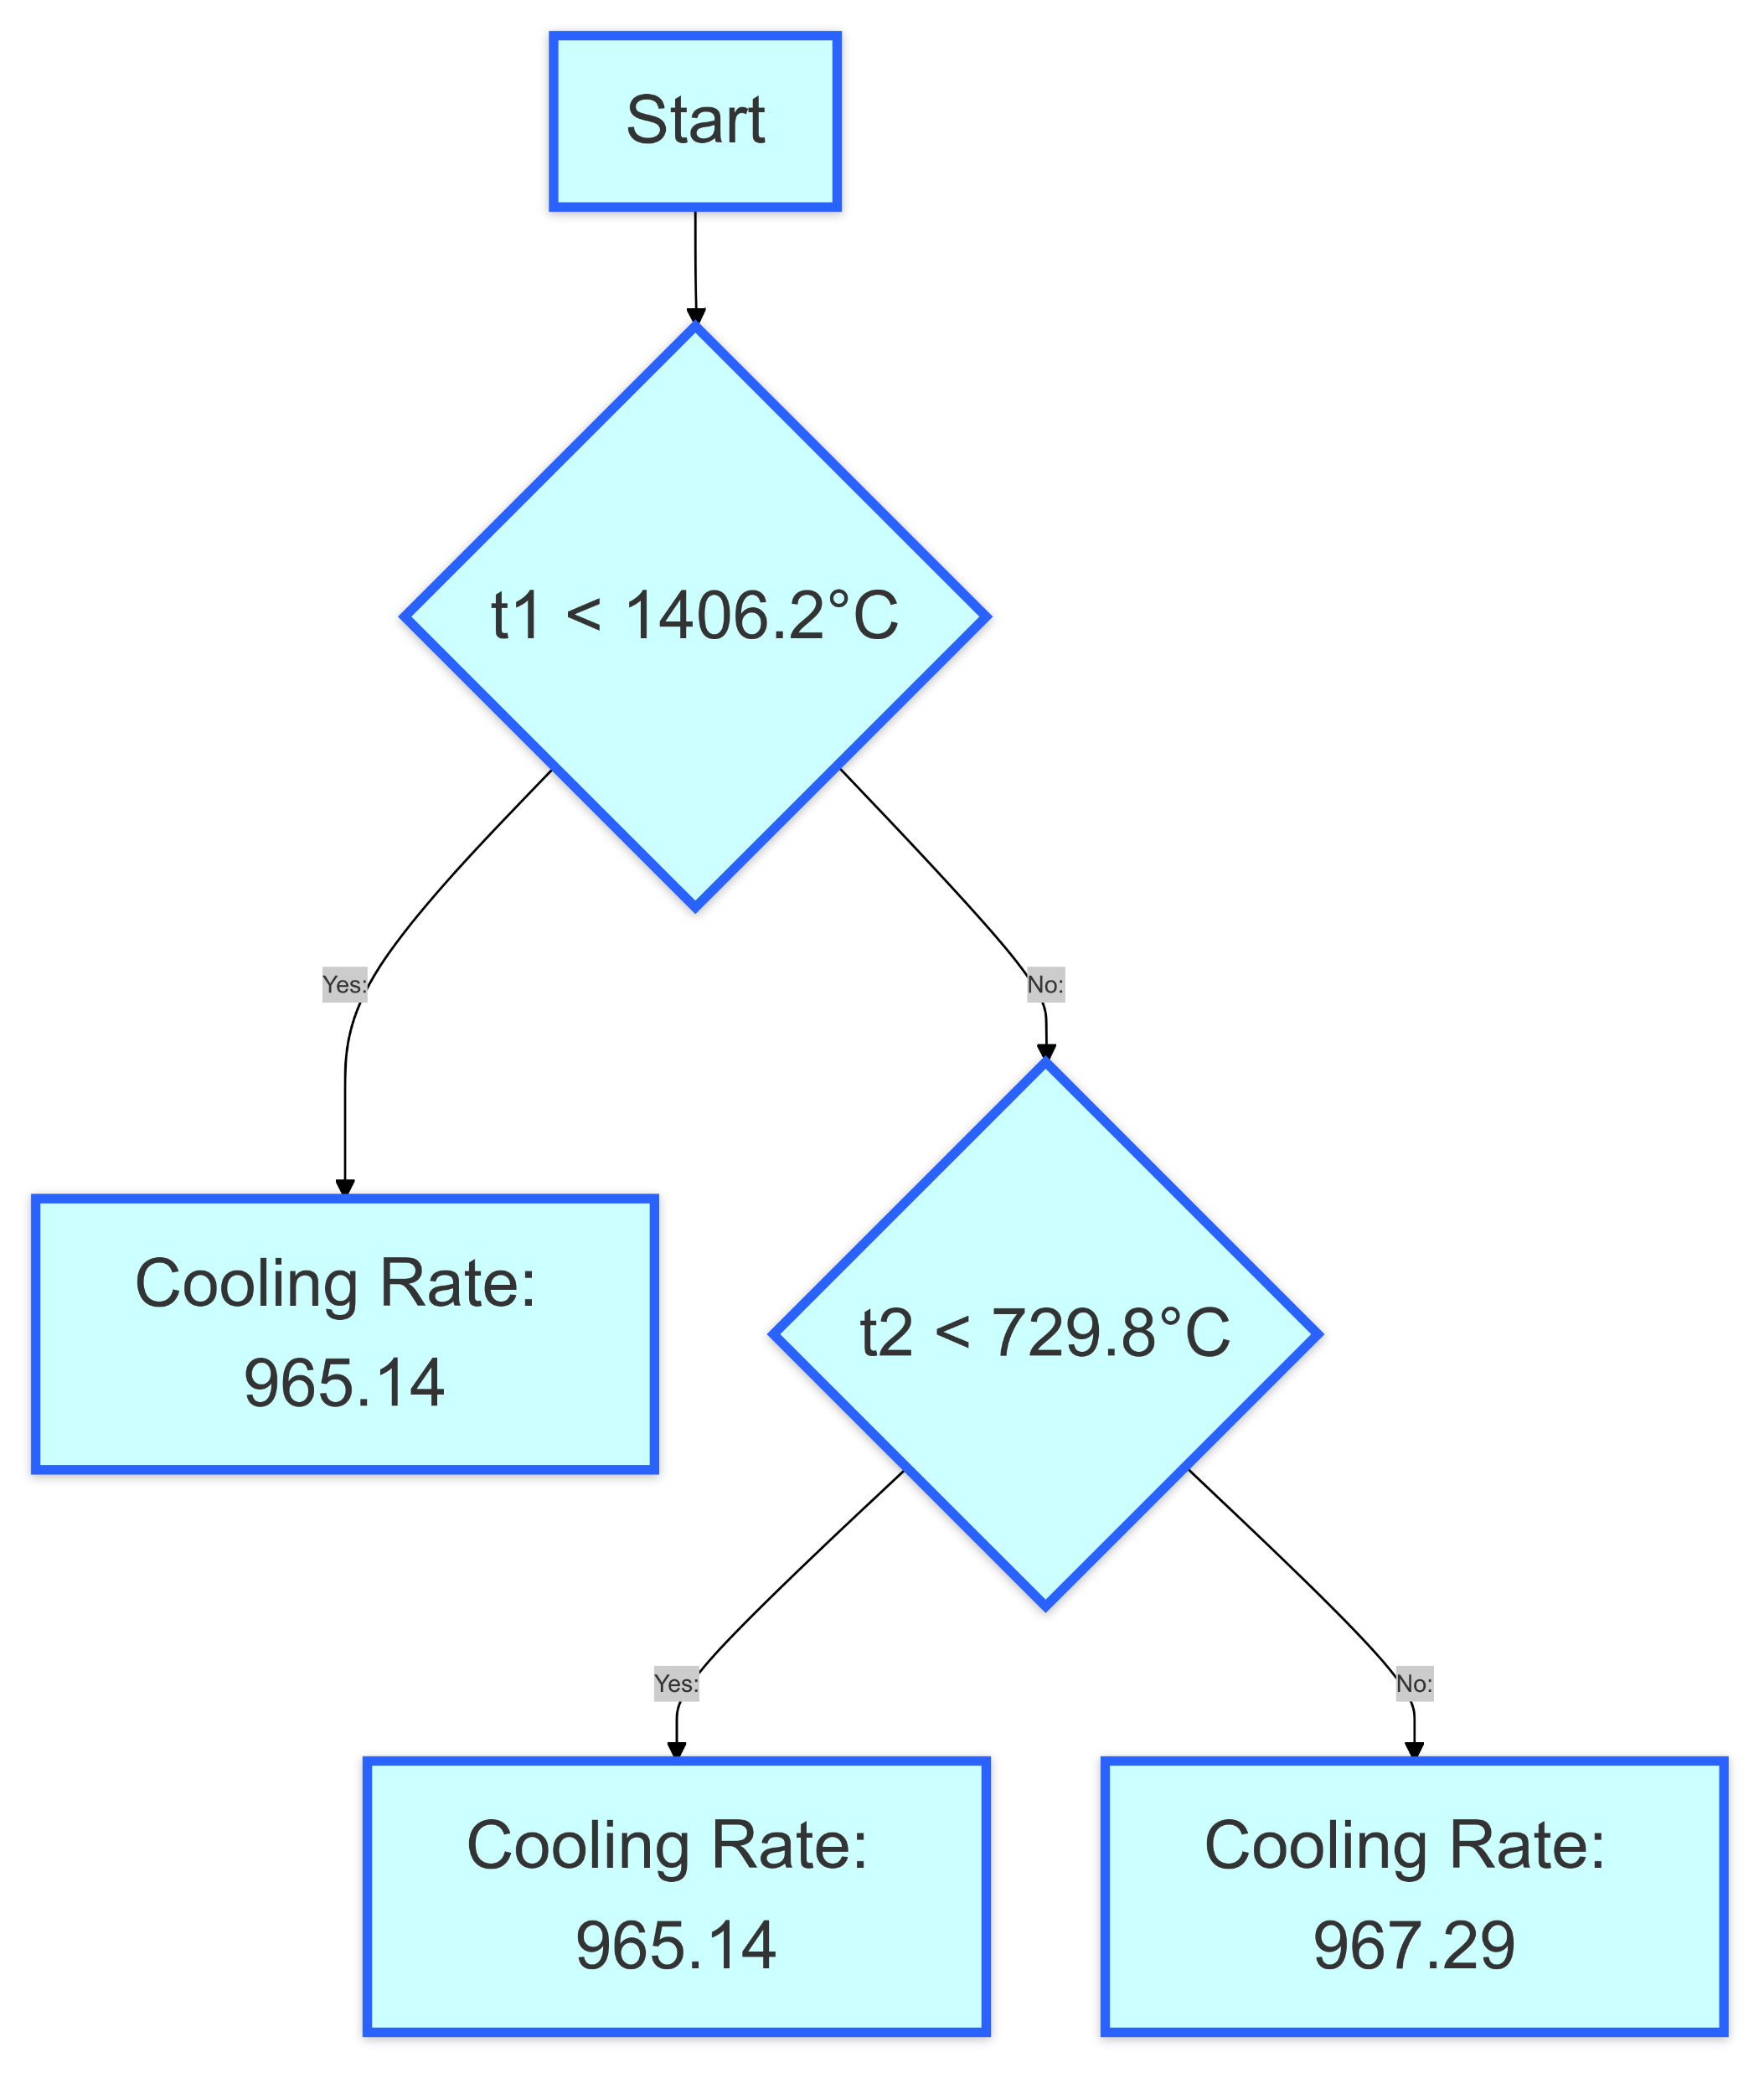 Start
t1 < 1406.2°C
Yes:
No:
Cooling Rate:
965.14
t2 < 729.8°C
Yes:
No:
Cooling Rate:
965.14
Cooling Rate:
967.29